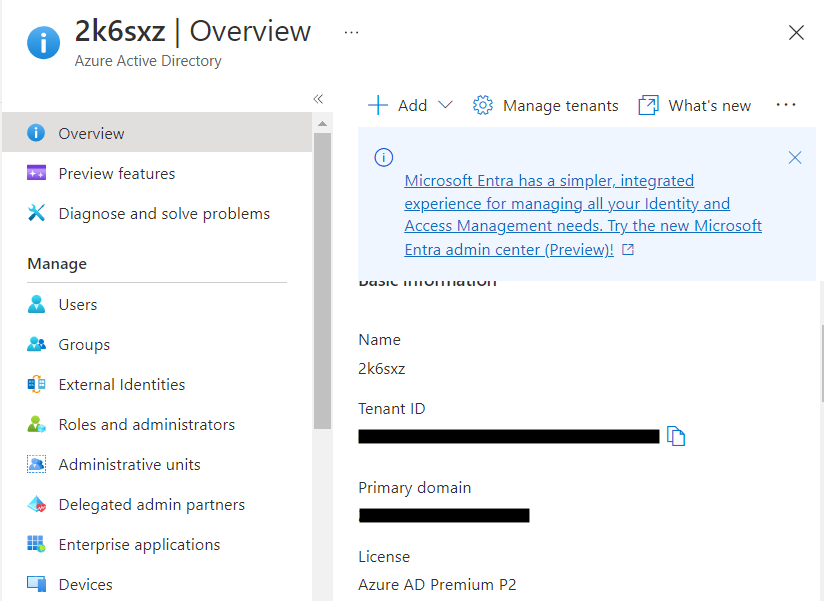 2k6sxz | Overview
Azure Active Directory
Overview
Preview features
Diagnose and solve problems
Manage
Users
Groups
External Identities
Roles and administrators
Administrative units
Delegated admin partners
Enterprise applications
Devices
Add
Manage tenants
What's new
Microsoft Entra has a simpler, integrated
experience for managing all your Identity and
Access Management needs. Try the new Microsoft
Entra admin center (Preview)!
Basic information
Name
2k6sxz
Tenant ID
Primary domain
License
Azure AD Premium P2